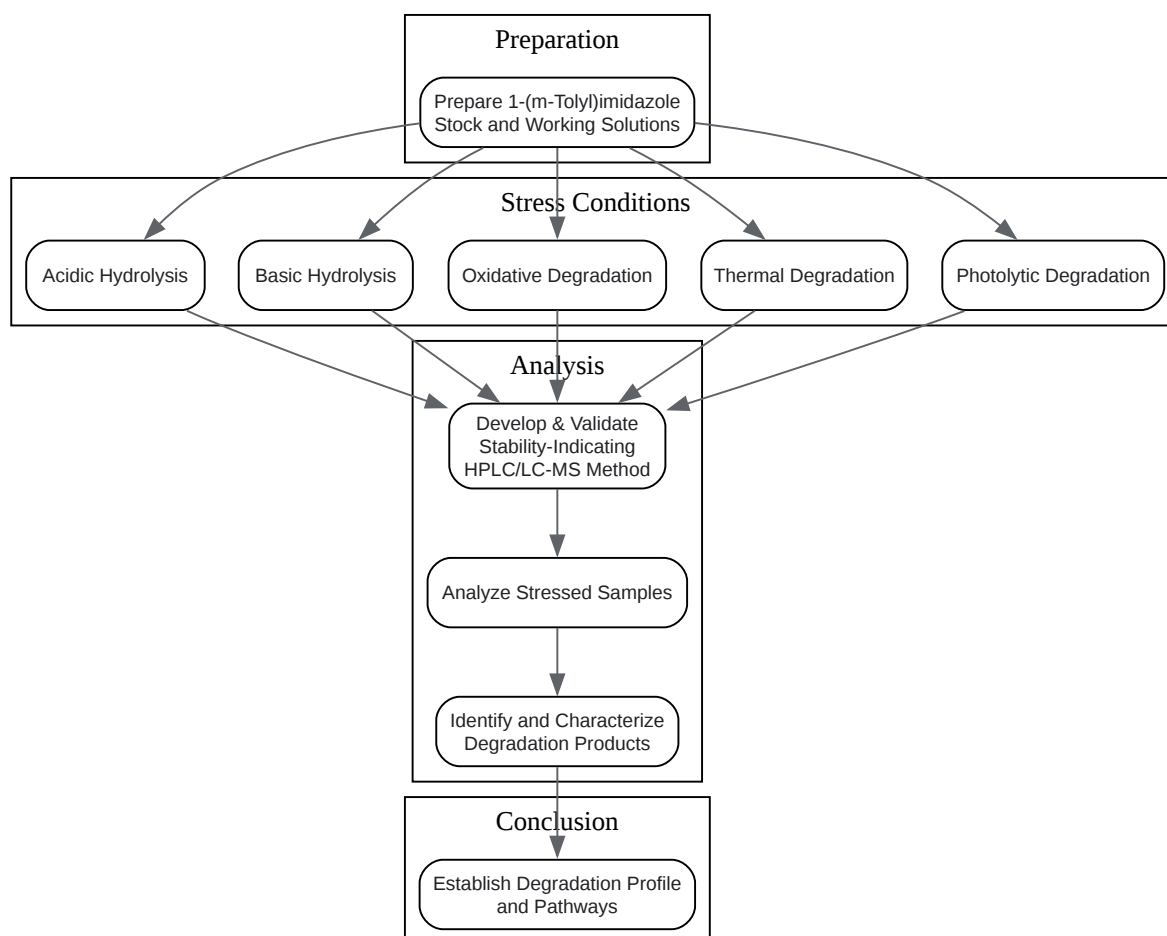 Preparation
Prepare 1-(m-Tolyl)imidazole
Stock and Working Solutions
Stress Conditions
Acidic Hydrolysis
Basic Hydrolysis
Oxidative Degradation
Thermal Degradation
Photolytic Degradation
Analysis
Develop & Validate
Stability-Indicating
HPLC/LC-MS Method
Analyze Stressed Samples
Identify and Characterize
Degradation Products
Conclusion
Establish Degradation Profile
and Pathways